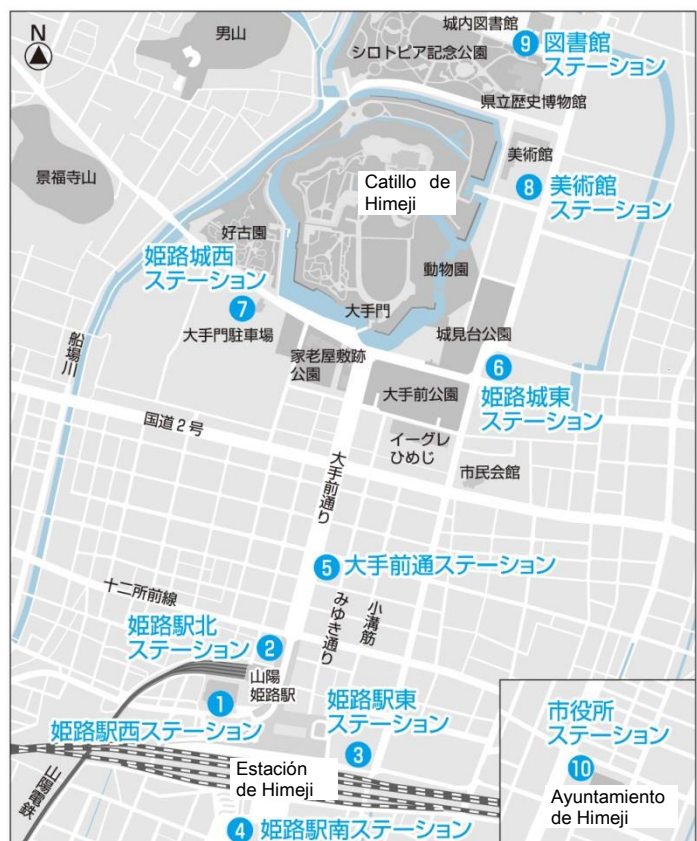 N
男山
城内図書館
9 図書館
ステーション
シロトピア記念公園
県立歴史博物館
景福寺山
美術館
8 美術館
ステーション
Catillo de
Himeji
好古園
姫路城西
ステーション
7
大手門駐車場
動物園
大手門
城見台公園
家老屋敷跡
公園
6
姫路城東
ステーション
大手前公園
船場川
国道2号
イーグレ
ひめじ
市民会館
大手前通り
5 大手前通ステーション
十二所前線
みゆき通り
小溝筋
姫路駅北
ステーション
2
山陽
姫路駅
1
姫路駅西ステーション
姫路駅東
ステーション
3
市役所
ステーション
10
Ayuntamiento
de Himeji
Estación
de Himeji
山陽電鉄
4 姫路駅南ステーション